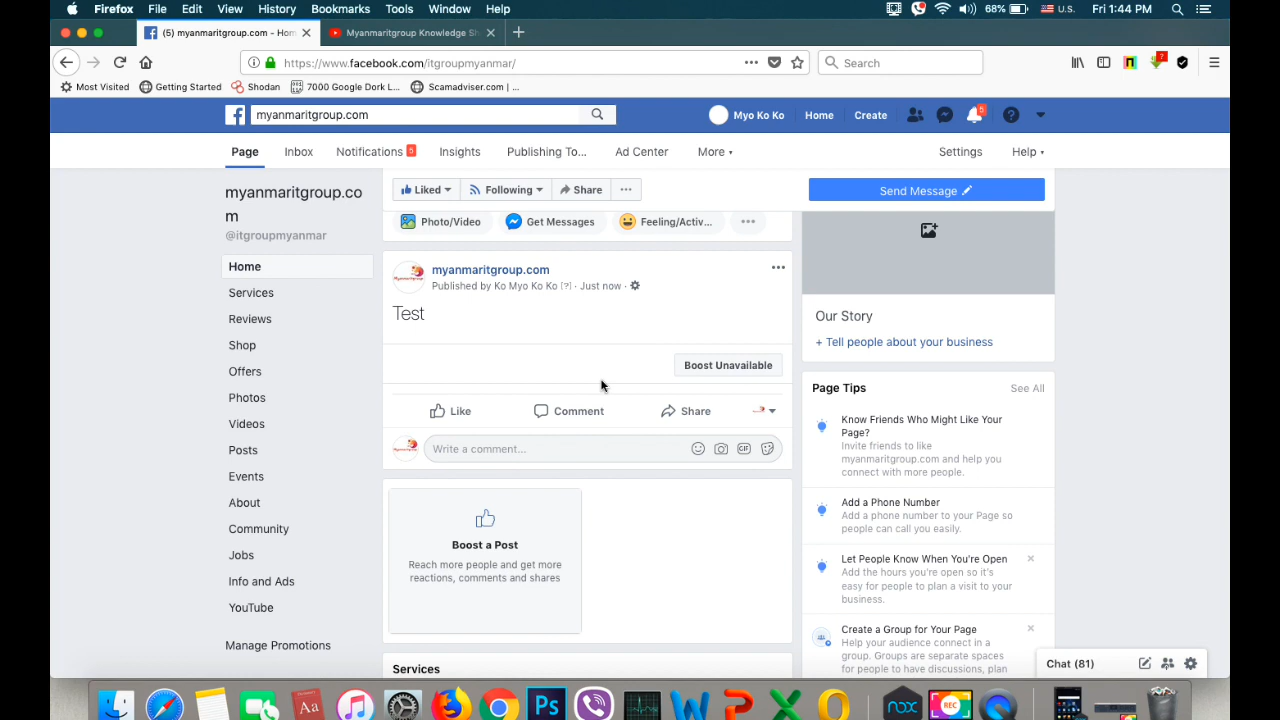 Firefox File Edit View History Bookmarks Tools Window Help 68% U.S. Fri 1:44 PM
(5) myanmaritgroup.com - Hom
Myanmaritgroup Knowledge Sh
https://www.facebook.com/itgroupmyanmar/
Search
7
Most Visited Getting Started Shodan 7000 Google Dork L... Scamadviser.com | ...
myanmaritgroup.com
Myo Ko Ko Home Create 5
Page Inbox Notifications 5 Insights Publishing To... Ad Center More Settings Help
myanmaritgroup.co
m
@itgroupmyanmar
Home
Services
Reviews
Shop
Offers
Photos
Videos
Posts
Events
About
Community
Jobs
Info and Ads
YouTube
Manage Promotions
Liked Following Share ...
Send Message
Photo/Video Get Messages Feeling/Activ... ...
myanmaritgroup.com
Published by Ko Myo Ko Ko [?] · Just now ·
Test
Boost Unavailable
Like Comment Share
Write a comment...
GIF
Boost a Post
Reach more people and get more
reactions, comments and shares
Services
Our Story
+ Tell people about your business
Page Tips See All
Know Friends Who Might Like Your
Page?
Invite friends to like
myanmaritgroup.com and help you
connect with more people.
Add a Phone Number
Add a phone number to your Page so
people can call you easily.
Let People Know When You're Open
Add the hours you're open so it's
easy for people to plan a visit to your
business.
Create a Group for Your Page
Help your audience connect in a
group. Groups are separate spaces
for people to have discussions, plan
Chat (81)
Aa
Ps
nox
REC